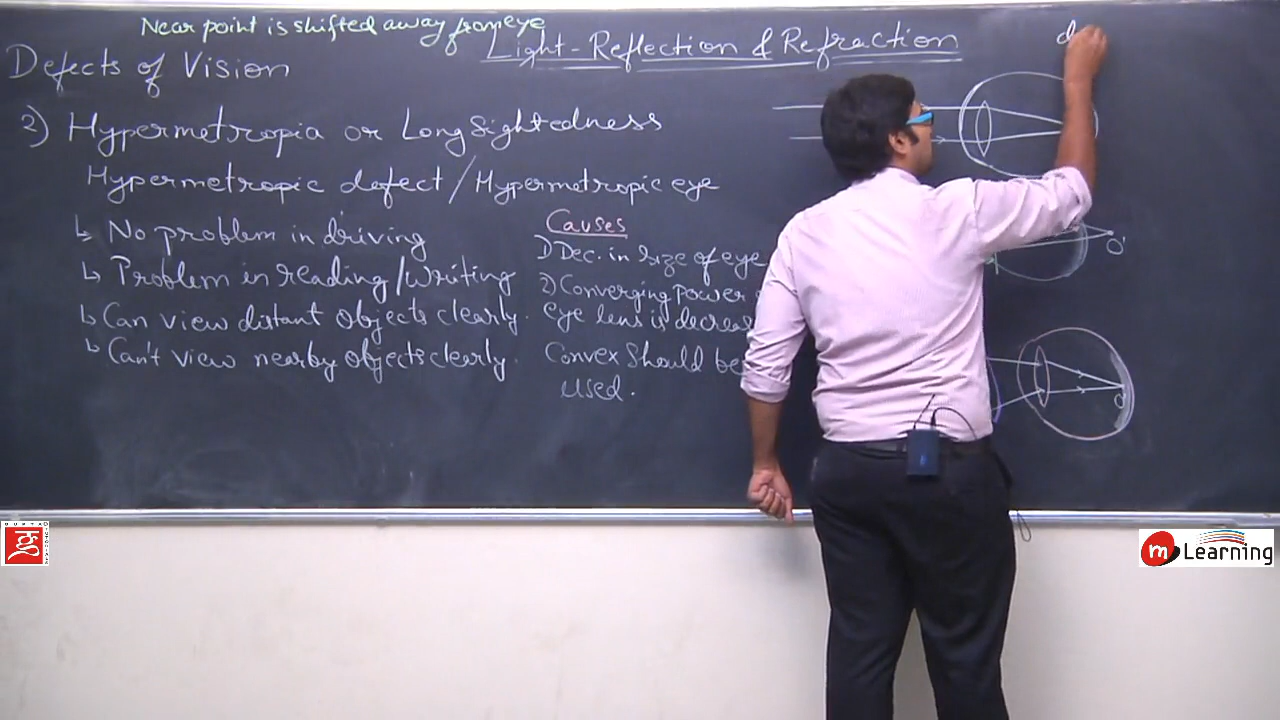 Near point is shifted away from eye
Light - Reflection & Refraction
Defects of Vision
2) Hypermetropia or LongSightedness
Hypermetropic defect / Hypermetropic eye
↳ No problem in driving
↳ Problem in reading/writing
↳ Can view distant objects clearly.
↳ Can't view nearby objects clearly.
Causes
1) Dec. in size of eye
2) Converging power
eye lens is decrea
Convex should be
used.
d
O'
O
GUPTA
m Learning